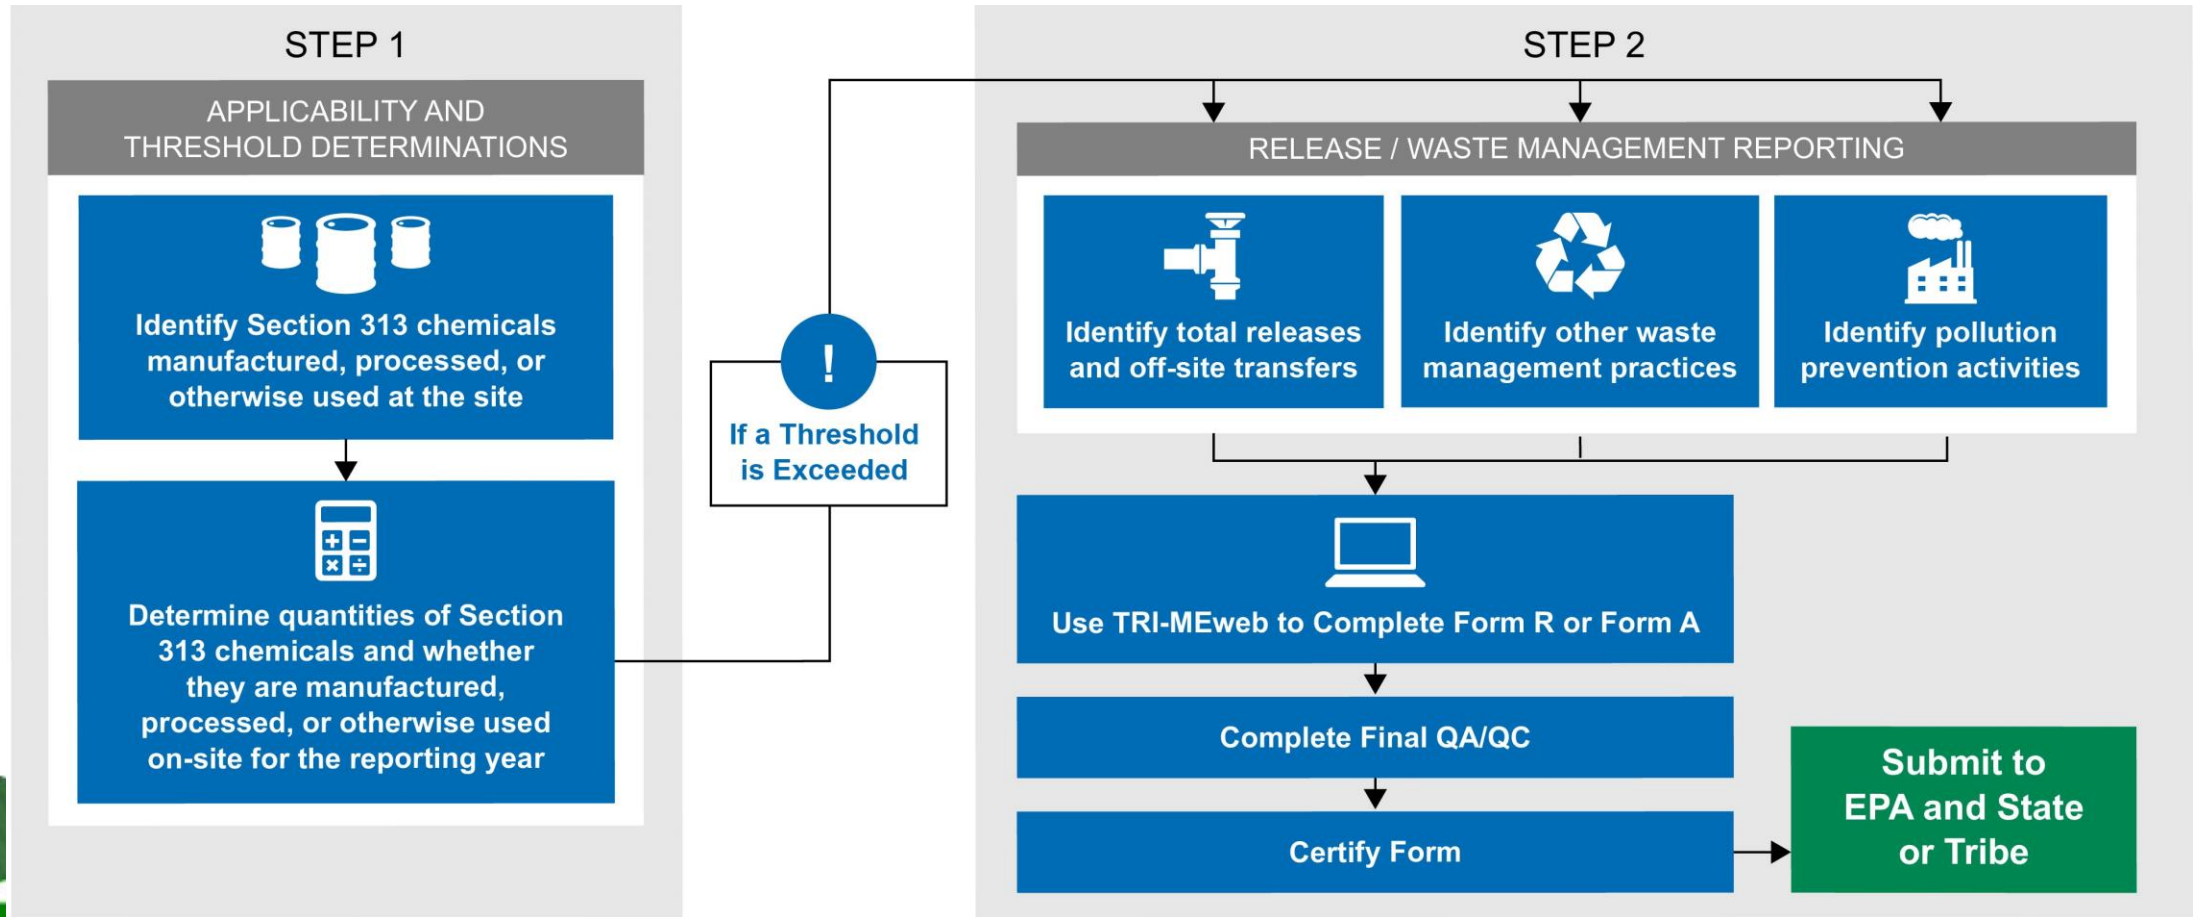 STEP 1
APPLICABILITY AND
THRESHOLD DETERMINATIONS
Identify Section 313 chemicals
manufactured, processed, or
otherwise used at the site
Determine quantities of Section
313 chemicals and whether
they are manufactured,
processed, or otherwise used
on-site for the reporting year
!
If a Threshold
is Exceeded
STEP 2
RELEASE / WASTE MANAGEMENT REPORTING
Identify total releases
and off-site transfers
Identify other waste
management practices
Identify pollution
prevention activities
Use TRI-MEweb to Complete Form R or Form A
Complete Final QA/QC
Certify Form
Submit to
EPA and State
or Tribe